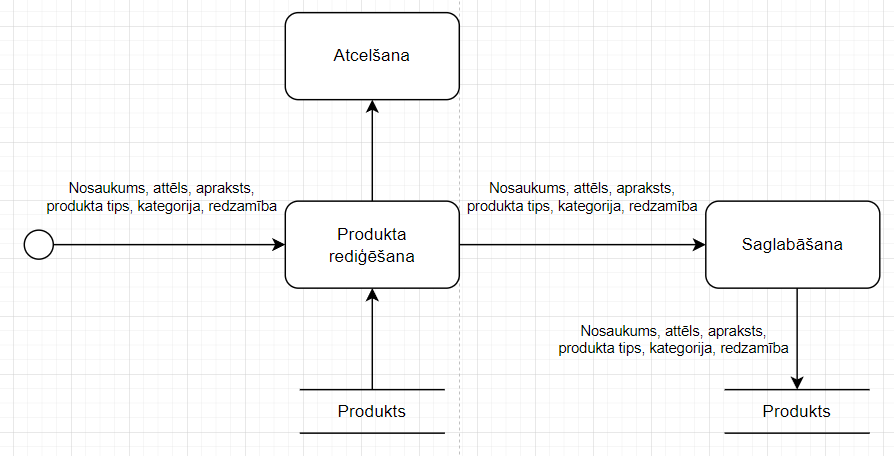 Atcelšana
Nosaukums, attēls, apraksts,
produkta tips, kategorija, redzamība
Produkta
rediģēšana
Nosaukums, attēls, apraksts,
produkta tips, kategorija, redzamība
Saglabāšana
Nosaukums, attēls, apraksts,
produkta tips, kategorija, redzamība
Produkts
Produkts